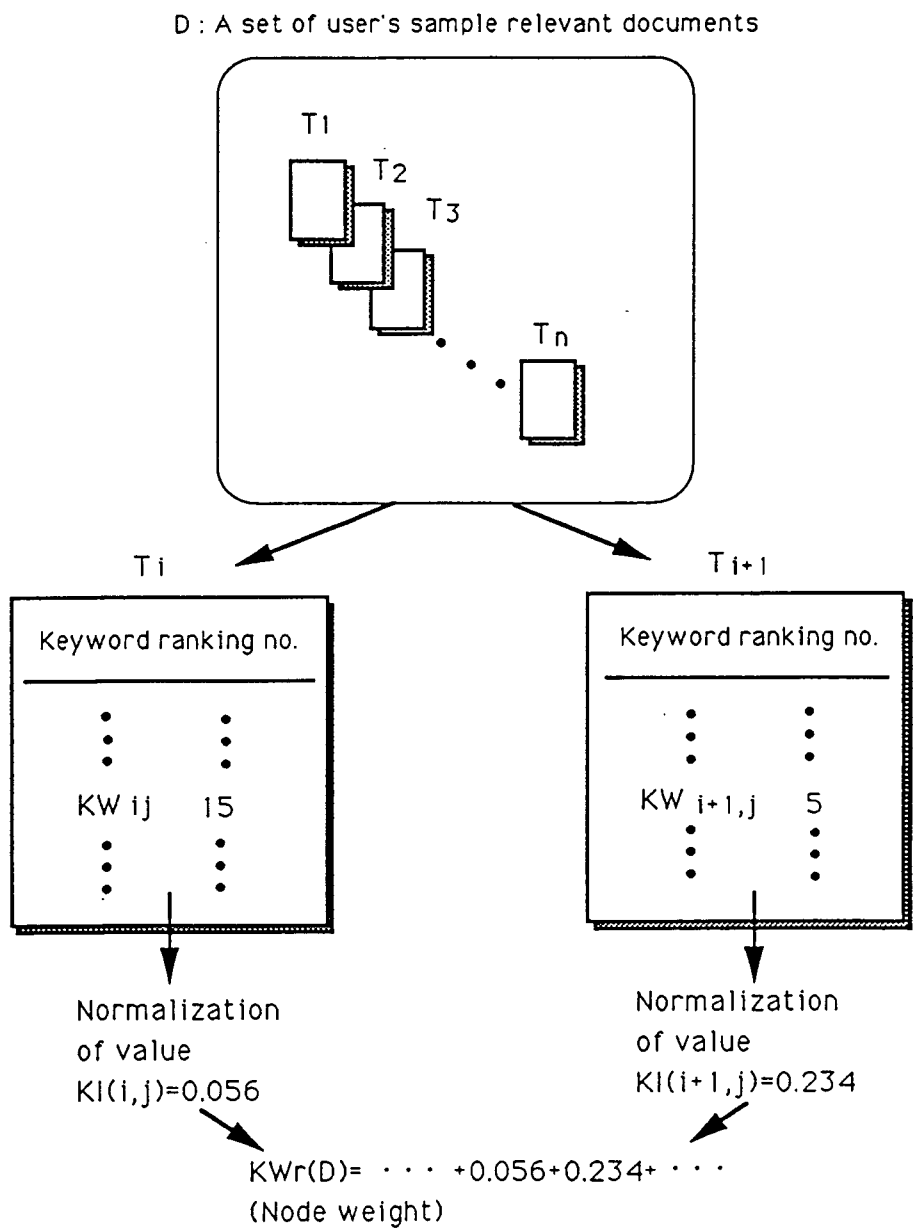 D : A set of user's sample relevant documents
T1
T2
T3
Tn
Ti
Ti+1
Keyword ranking no.
Keyword ranking no.
KW ij 15
KW i+1,j 5
Normalization
of value
KI(i,j)=0.056
Normalization
of value
KI(i+1,j)=0.234
KWr(D)= · · · +0.056+0.234+ · · ·
(Node weight)